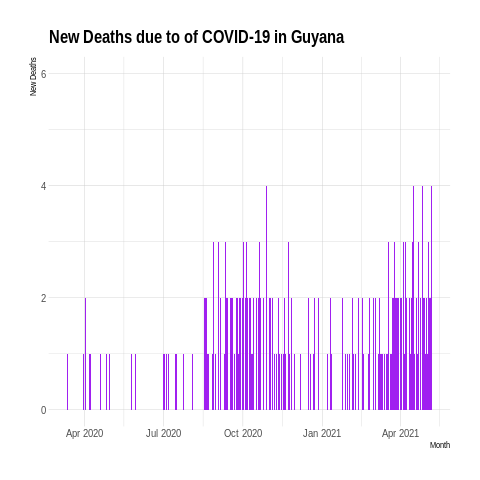 New Deaths due to of COVID-19 in Guyana
New Deaths
6
4
2
0
Apr 2020 Jul 2020 Oct 2020 Jan 2021 Apr 2021
Month